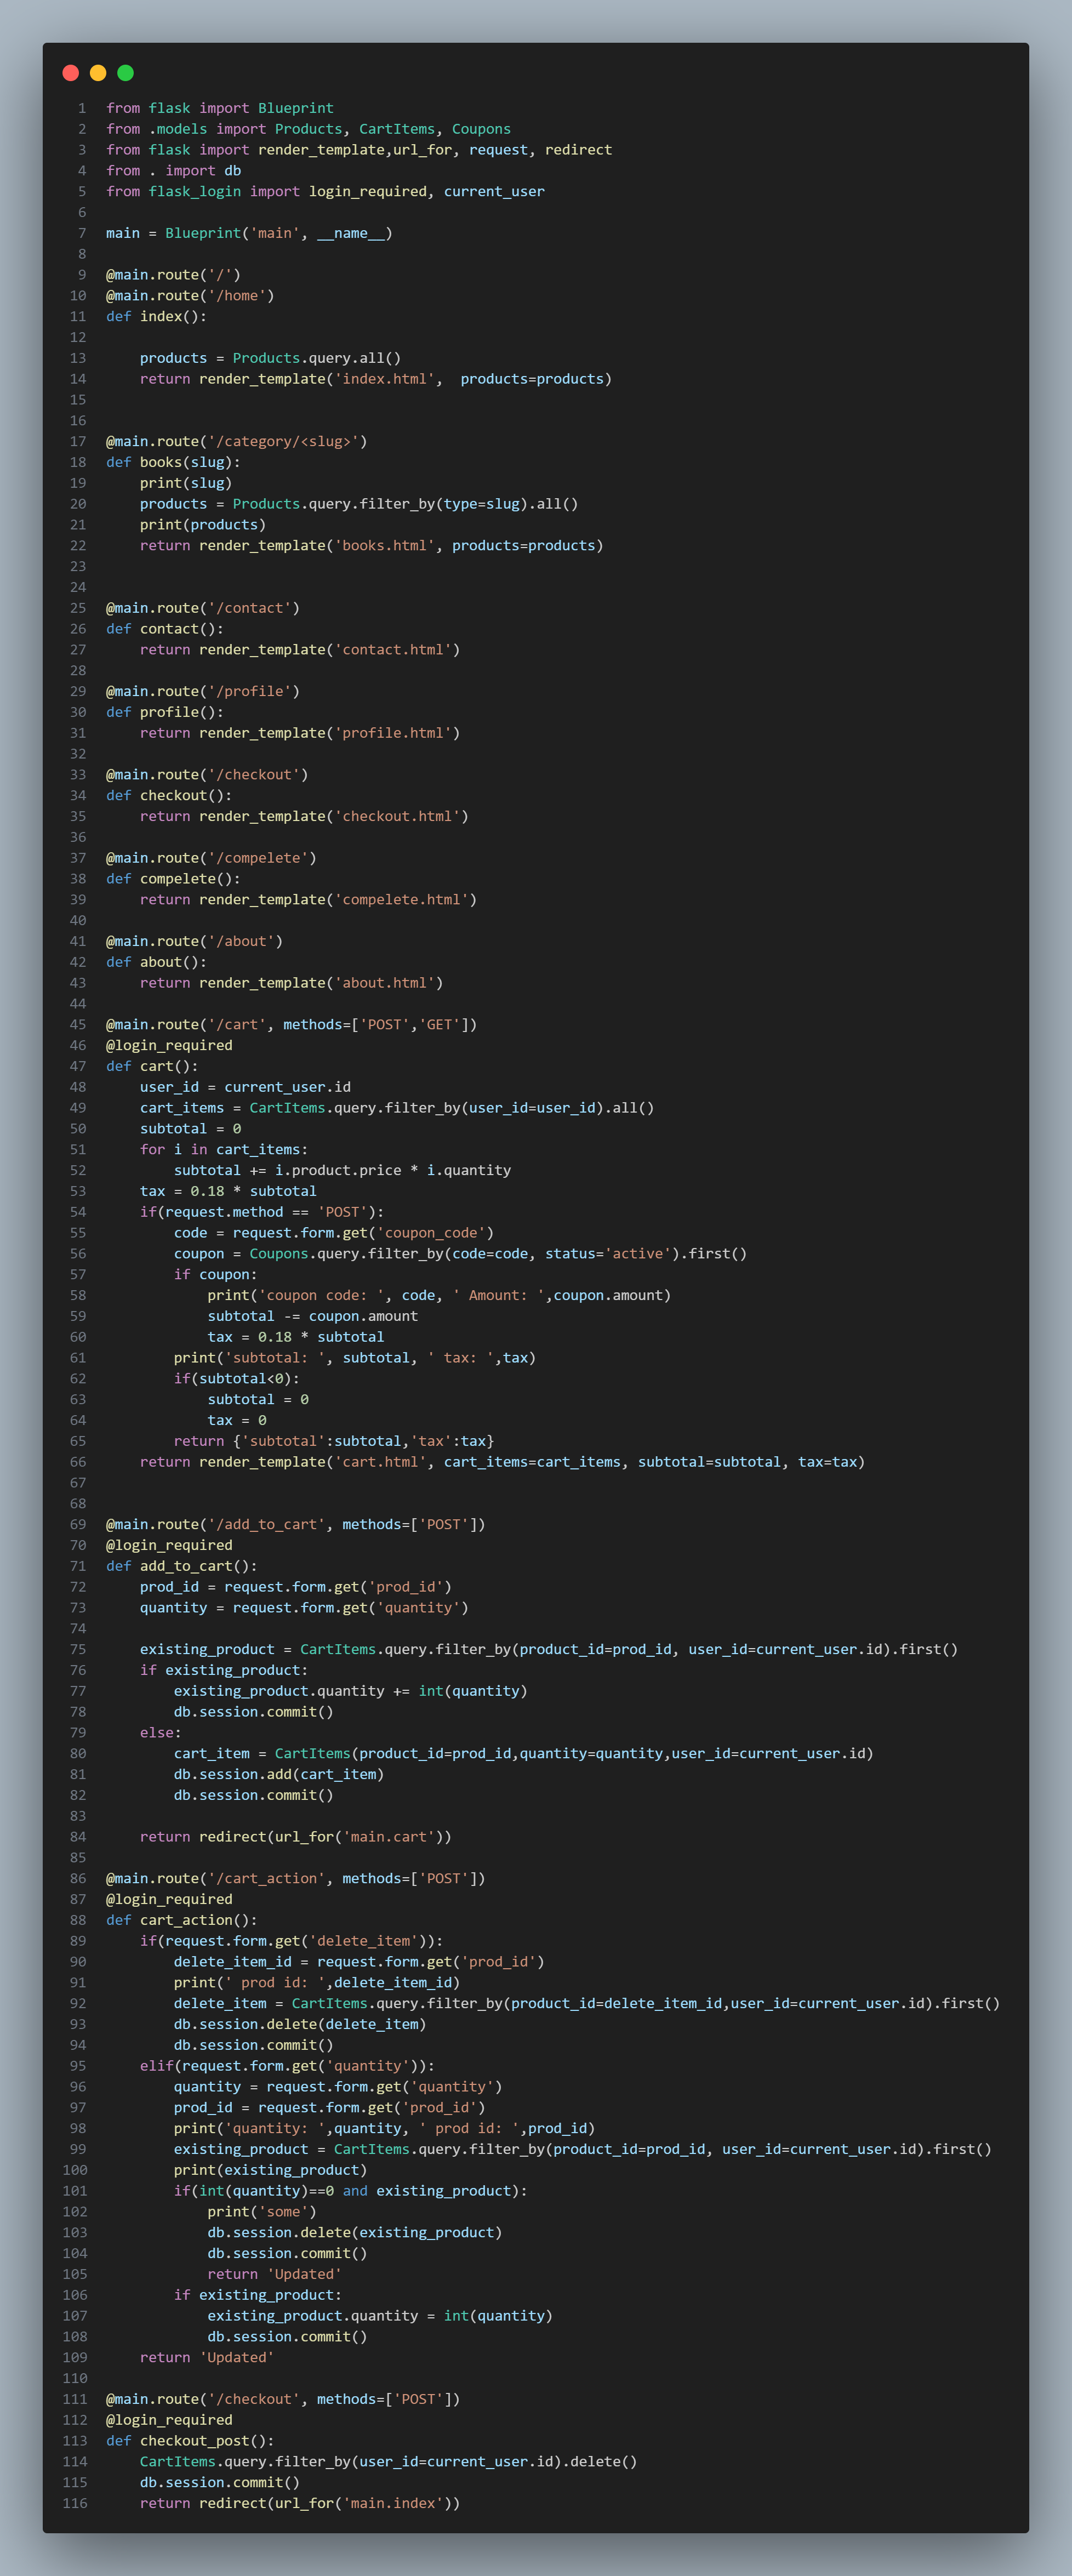 1 from flask import Blueprint
2 from .models import Products, CartItems, Coupons
3 from flask import render_template,url_for, request, redirect
4 from . import db
5 from flask_login import login_required, current_user
6
7 main = Blueprint('main', __name__)
8
9 @main.route('/')
10 @main.route('/home')
11 def index():
12
13     products = Products.query.all()
14     return render_template('index.html',  products=products)
15
16
17 @main.route('/category/<slug>')
18 def books(slug):
19     print(slug)
20     products = Products.query.filter_by(type=slug).all()
21     print(products)
22     return render_template('books.html', products=products)
23
24
25 @main.route('/contact')
26 def contact():
27     return render_template('contact.html')
28
29 @main.route('/profile')
30 def profile():
31     return render_template('profile.html')
32
33 @main.route('/checkout')
34 def checkout():
35     return render_template('checkout.html')
36
37 @main.route('/compelete')
38 def compelete():
39     return render_template('compelete.html')
40
41 @main.route('/about')
42 def about():
43     return render_template('about.html')
44
45 @main.route('/cart', methods=['POST','GET'])
46 @login_required
47 def cart():
48     user_id = current_user.id
49     cart_items = CartItems.query.filter_by(user_id=user_id).all()
50     subtotal = 0
51     for i in cart_items:
52         subtotal += i.product.price * i.quantity
53     tax = 0.18 * subtotal
54     if(request.method == 'POST'):
55         code = request.form.get('coupon_code')
56         coupon = Coupons.query.filter_by(code=code, status='active').first()
57         if coupon:
58             print('coupon code: ', code, ' Amount: ',coupon.amount)
59             subtotal -= coupon.amount
60             tax = 0.18 * subtotal
61         print('subtotal: ', subtotal, ' tax: ',tax)
62         if(subtotal<0):
63             subtotal = 0
64             tax = 0
65         return {'subtotal':subtotal,'tax':tax}
66     return render_template('cart.html', cart_items=cart_items, subtotal=subtotal, tax=tax)
67
68
69 @main.route('/add_to_cart', methods=['POST'])
70 @login_required
71 def add_to_cart():
72     prod_id = request.form.get('prod_id')
73     quantity = request.form.get('quantity')
74
75     existing_product = CartItems.query.filter_by(product_id=prod_id, user_id=current_user.id).first()
76     if existing_product:
77         existing_product.quantity += int(quantity)
78         db.session.commit()
79     else:
80         cart_item = CartItems(product_id=prod_id,quantity=quantity,user_id=current_user.id)
81         db.session.add(cart_item)
82         db.session.commit()
83
84     return redirect(url_for('main.cart'))
85
86 @main.route('/cart_action', methods=['POST'])
87 @login_required
88 def cart_action():
89     if(request.form.get('delete_item')):
90         delete_item_id = request.form.get('prod_id')
91         print(' prod id: ',delete_item_id)
92         delete_item = CartItems.query.filter_by(product_id=delete_item_id,user_id=current_user.id).first()
93         db.session.delete(delete_item)
94         db.session.commit()
95     elif(request.form.get('quantity')):
96         quantity = request.form.get('quantity')
97         prod_id = request.form.get('prod_id')
98         print('quantity: ',quantity, ' prod id: ',prod_id)
99         existing_product = CartItems.query.filter_by(product_id=prod_id, user_id=current_user.id).first()
100         print(existing_product)
101         if(int(quantity)==0 and existing_product):
102             print('some')
103             db.session.delete(existing_product)
104             db.session.commit()
105             return 'Updated'
106         if existing_product:
107             existing_product.quantity = int(quantity)
108             db.session.commit()
109     return 'Updated'
110
111 @main.route('/checkout', methods=['POST'])
112 @login_required
113 def checkout_post():
114     CartItems.query.filter_by(user_id=current_user.id).delete()
115     db.session.commit()
116     return redirect(url_for('main.index'))